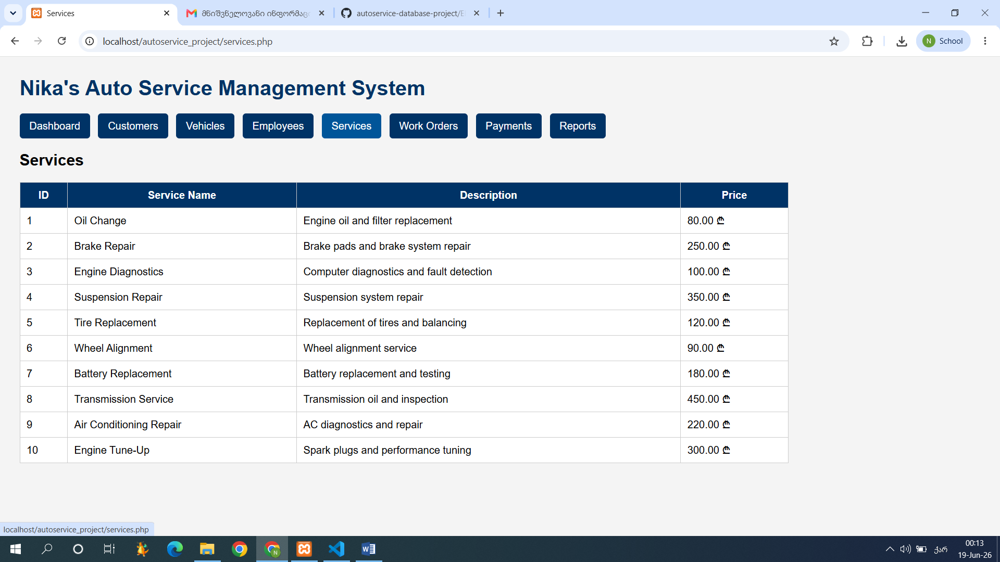 Services
მნიშვნელოვანი ინფორმაც
autoservice-database-project/E
localhost/autoservice_project/services.php
N School
Nika's Auto Service Management System
Dashboard Customers Vehicles Employees Services Work Orders Payments Reports
Services
ID Service Name Description Price
1 Oil Change Engine oil and filter replacement 80.00 ₾
2 Brake Repair Brake pads and brake system repair 250.00 ₾
3 Engine Diagnostics Computer diagnostics and fault detection 100.00 ₾
4 Suspension Repair Suspension system repair 350.00 ₾
5 Tire Replacement Replacement of tires and balancing 120.00 ₾
6 Wheel Alignment Wheel alignment service 90.00 ₾
7 Battery Replacement Battery replacement and testing 180.00 ₾
8 Transmission Service Transmission oil and inspection 450.00 ₾
9 Air Conditioning Repair AC diagnostics and repair 220.00 ₾
10 Engine Tune-Up Spark plugs and performance tuning 300.00 ₾
localhost/autoservice_project/services.php
ქარ
00:13
19-Jun-26